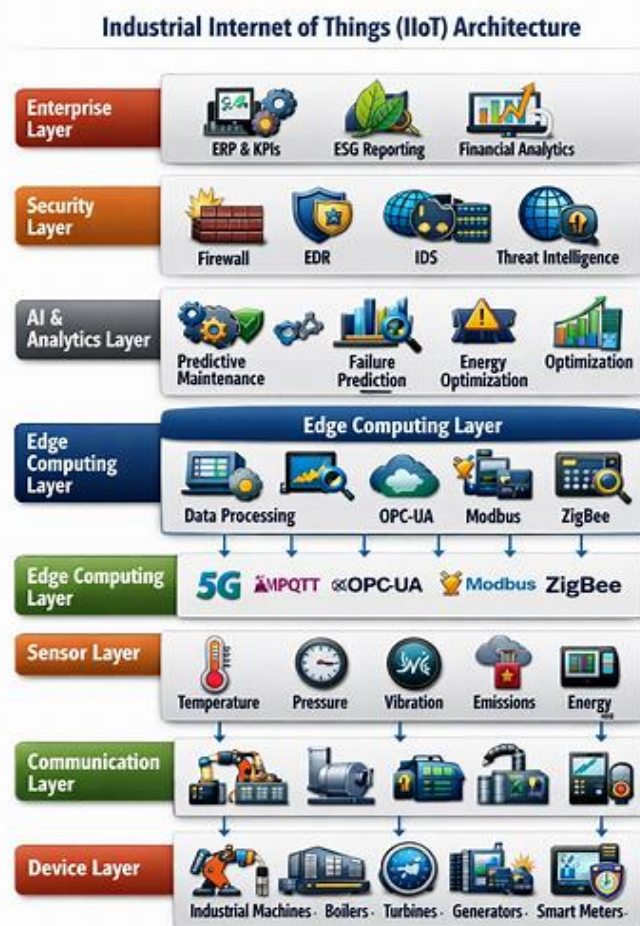 Industrial Internet of Things (IIoT) Architecture
Enterprise
Layer
ERP & KPIs
ESG Reporting
Financial Analytics
Security
Layer
Firewall
EDR
IDS
Threat Intelligence
AI &
Analytics Layer
Predictive
Maintenance
Failure
Prediction
Energy
Optimization
Optimization
Edge
Computing
Layer
Edge Computing Layer
Data Processing
OPC-UA
Modbus
ZigBee
Edge Computing
Layer
5G
MPQTT
OPC-UA
Modbus
ZigBee
Sensor Layer
Temperature
Pressure
Vibration
Emissions
Energy
Communication
Layer
Device Layer
Industrial Machines · Boilers · Turbines · Generators · Smart Meters ·